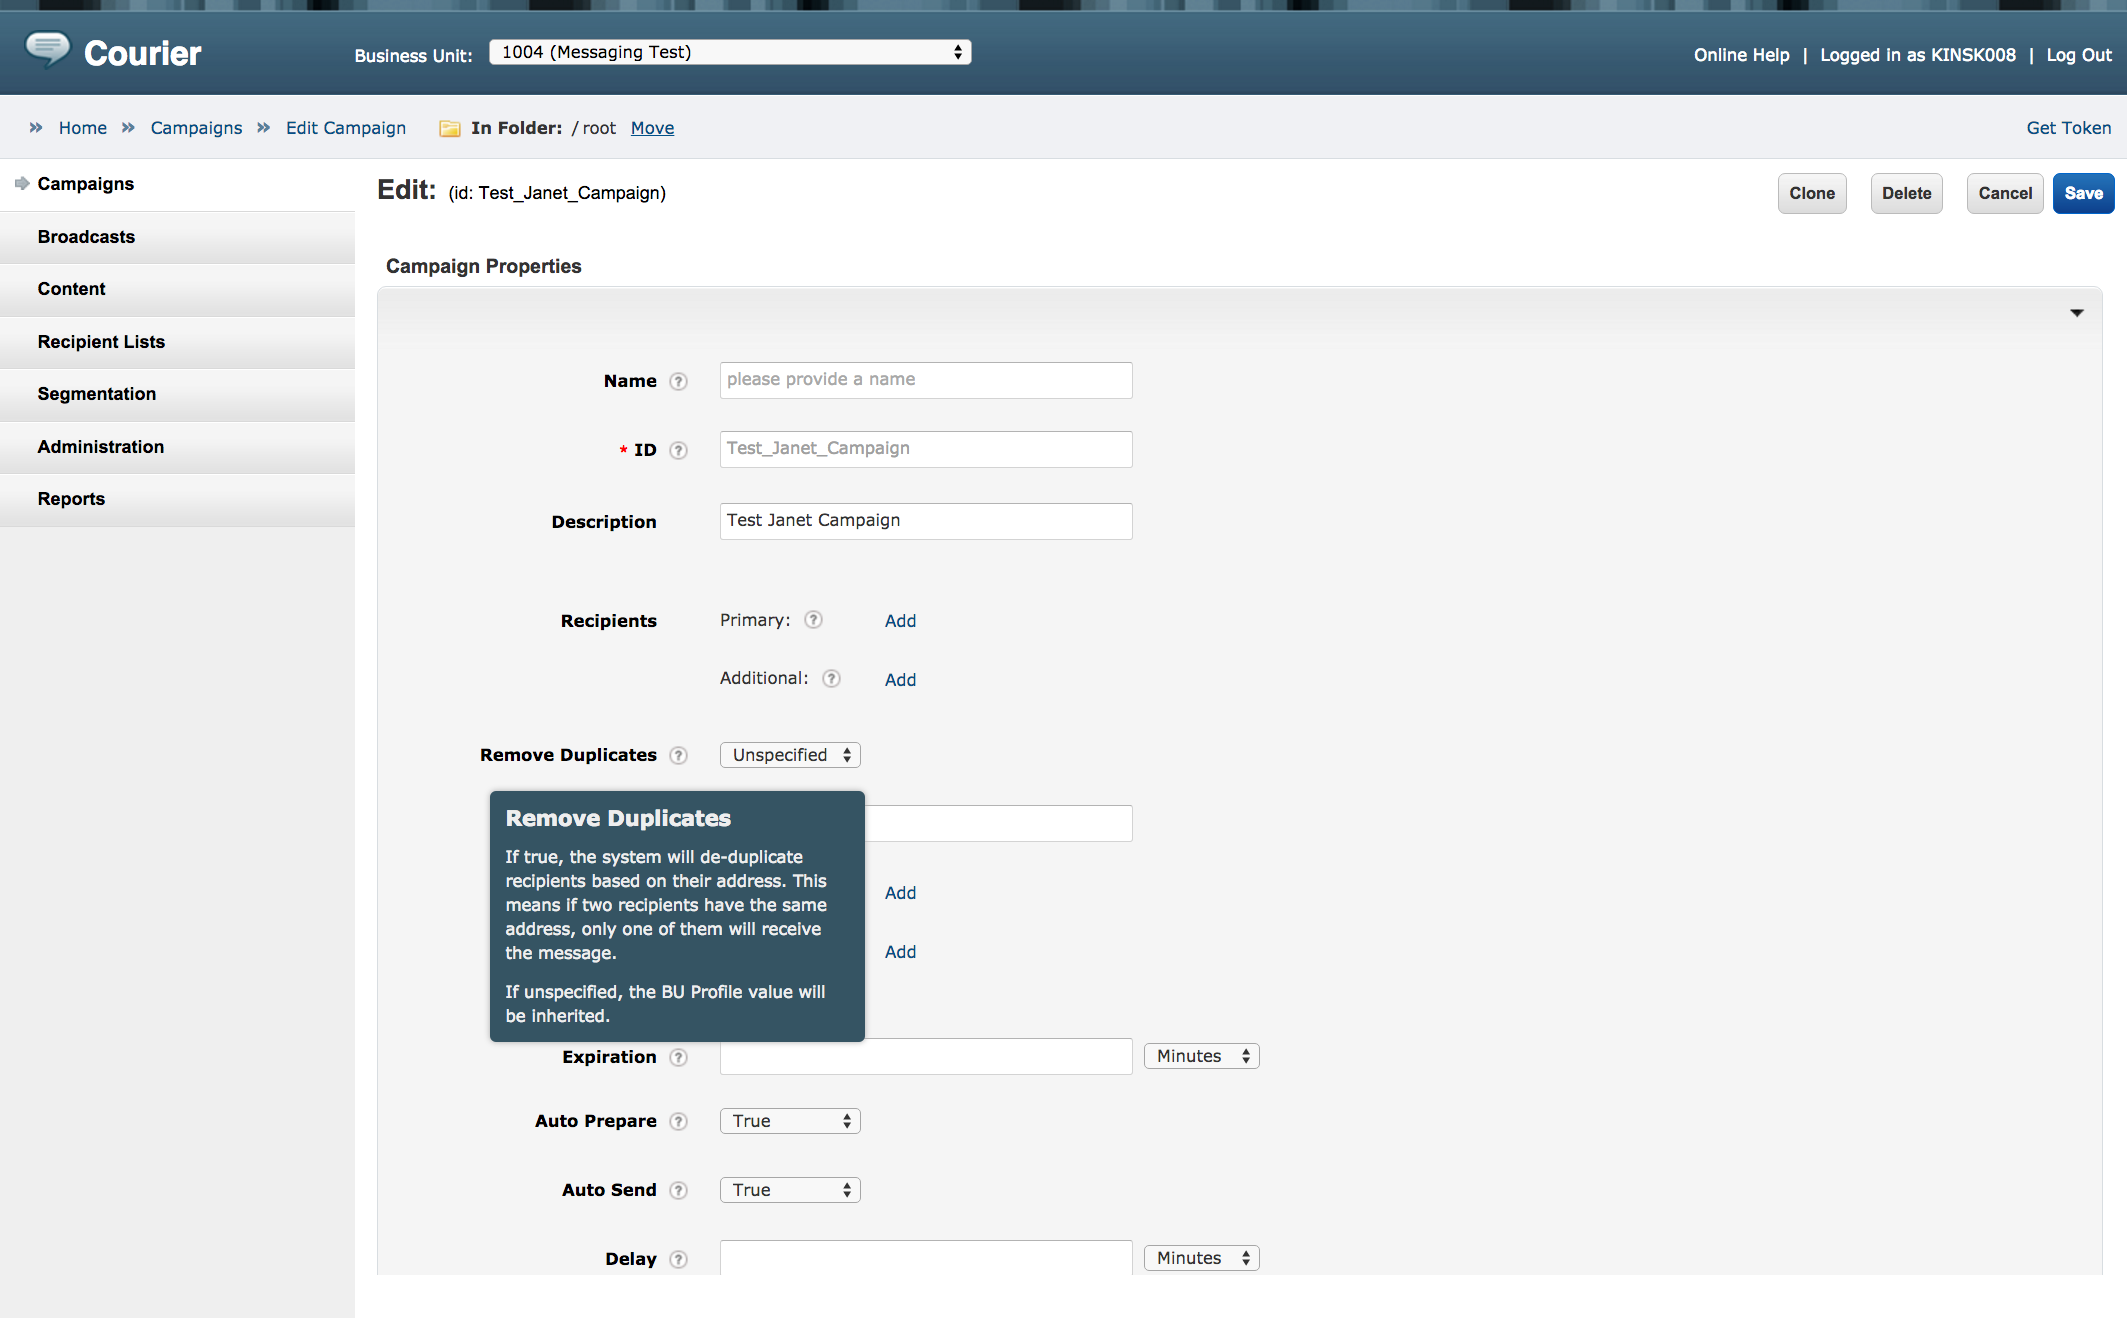 Courier
Business Unit: 1004 (Messaging Test)
Online Help | Logged in as KINSK008 | Log Out
» Home » Campaigns » Edit Campaign In Folder: / root Move
Get Token
Campaigns
Broadcasts
Content
Recipient Lists
Segmentation
Administration
Reports
Edit: (id: Test_Janet_Campaign)
Clone Delete Cancel Save
Campaign Properties
Name ? please provide a name
* ID ? Test_Janet_Campaign
Description Test Janet Campaign
Recipients Primary: ? Add
Additional: ? Add
Remove Duplicates ? Unspecified
Remove Duplicates
If true, the system will de-duplicate
recipients based on their address. This
means if two recipients have the same
address, only one of them will receive
the message.
If unspecified, the BU Profile value will
be inherited.
Add
Add
Expiration ? Minutes
Auto Prepare ? True
Auto Send ? True
Delay ? Minutes